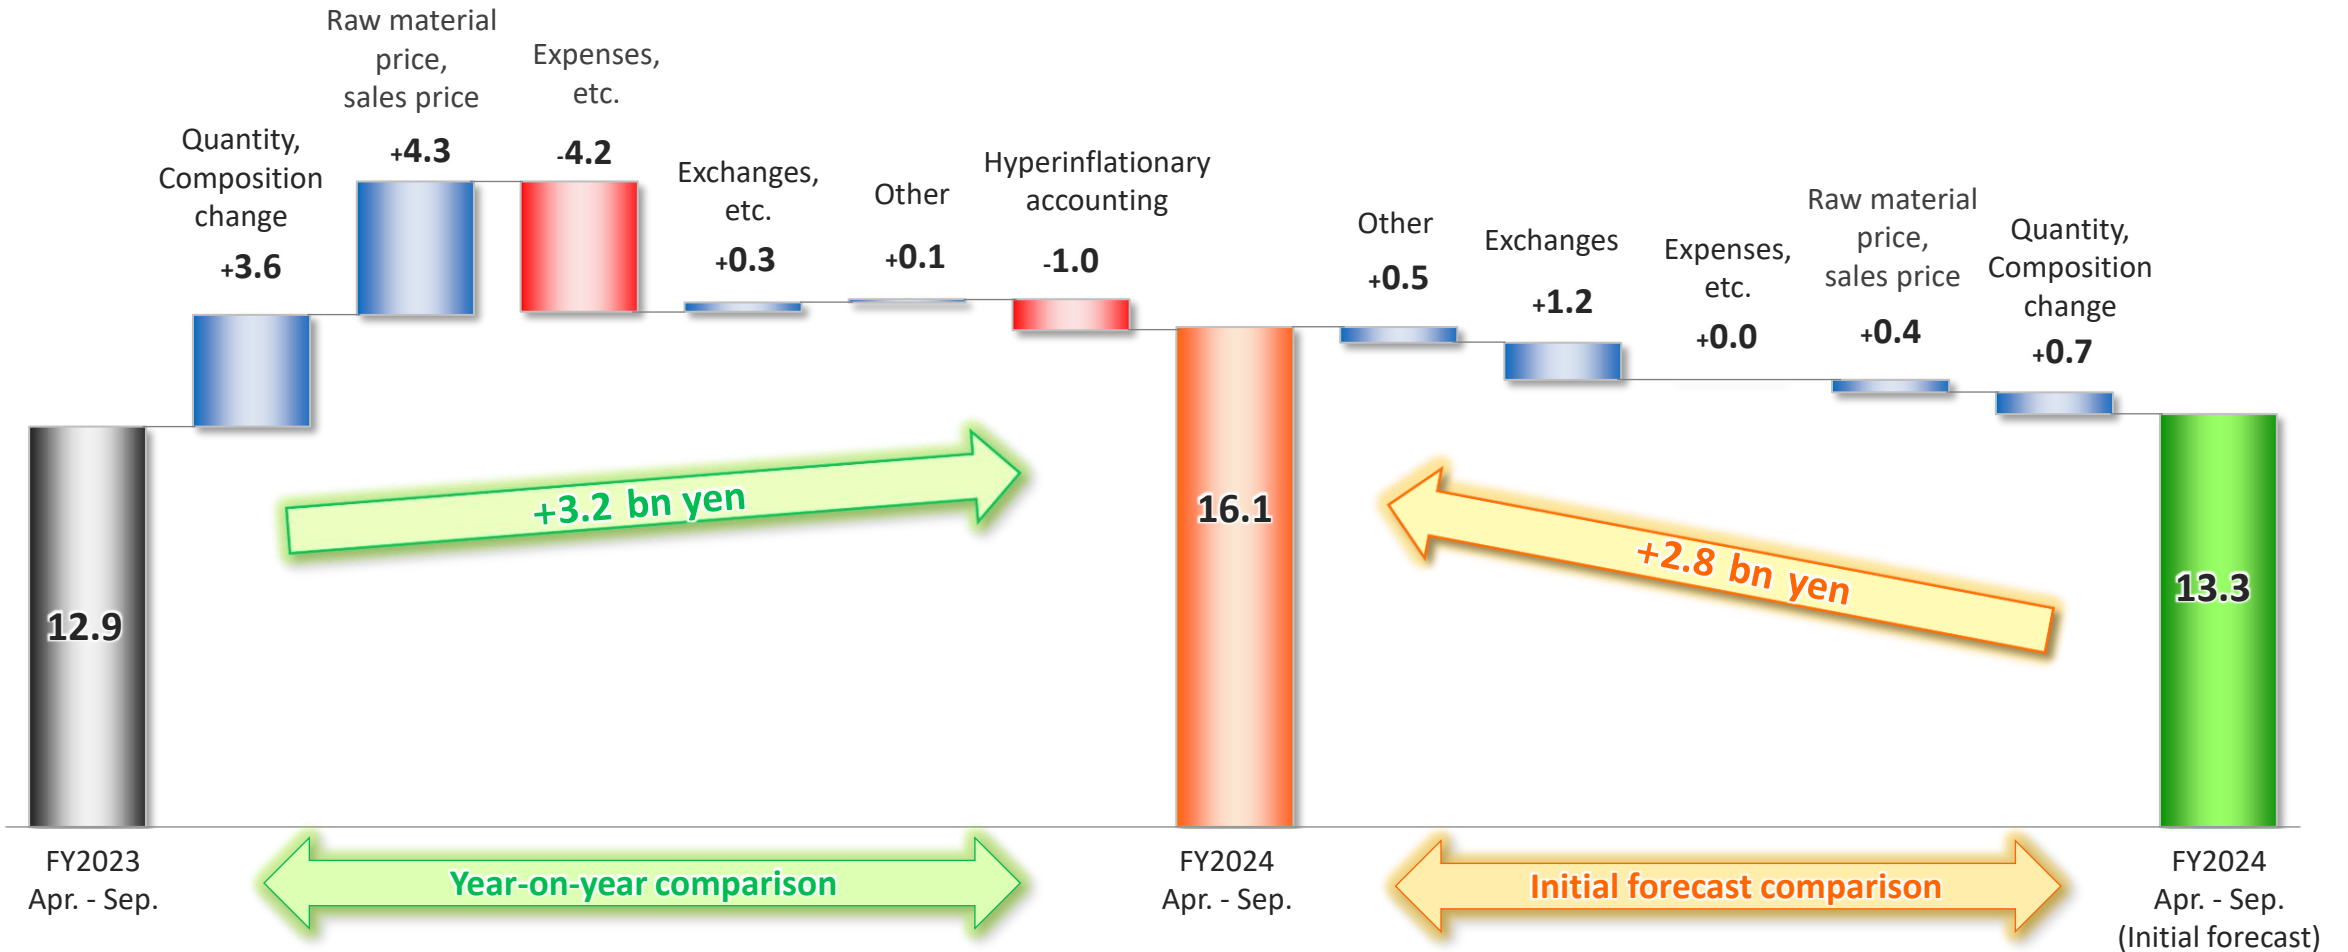 Raw material
price,
sales price
+4.3
Expenses,
etc.
-4.2
Quantity,
Composition
change
+3.6
Exchanges,
etc.
+0.3
Other
+0.1
Hyperinflationary
accounting
-1.0
Other
+0.5
Exchanges
+1.2
Expenses,
etc.
+0.0
Raw material
price,
sales price
+0.4
Quantity,
Composition
change
+0.7
+3.2 bn yen
+2.8 bn yen
12.9
16.1
13.3
FY2023
Apr. - Sep.
Year-on-year comparison
FY2024
Apr. - Sep.
Initial forecast comparison
FY2024
Apr. - Sep.
(Initial forecast)